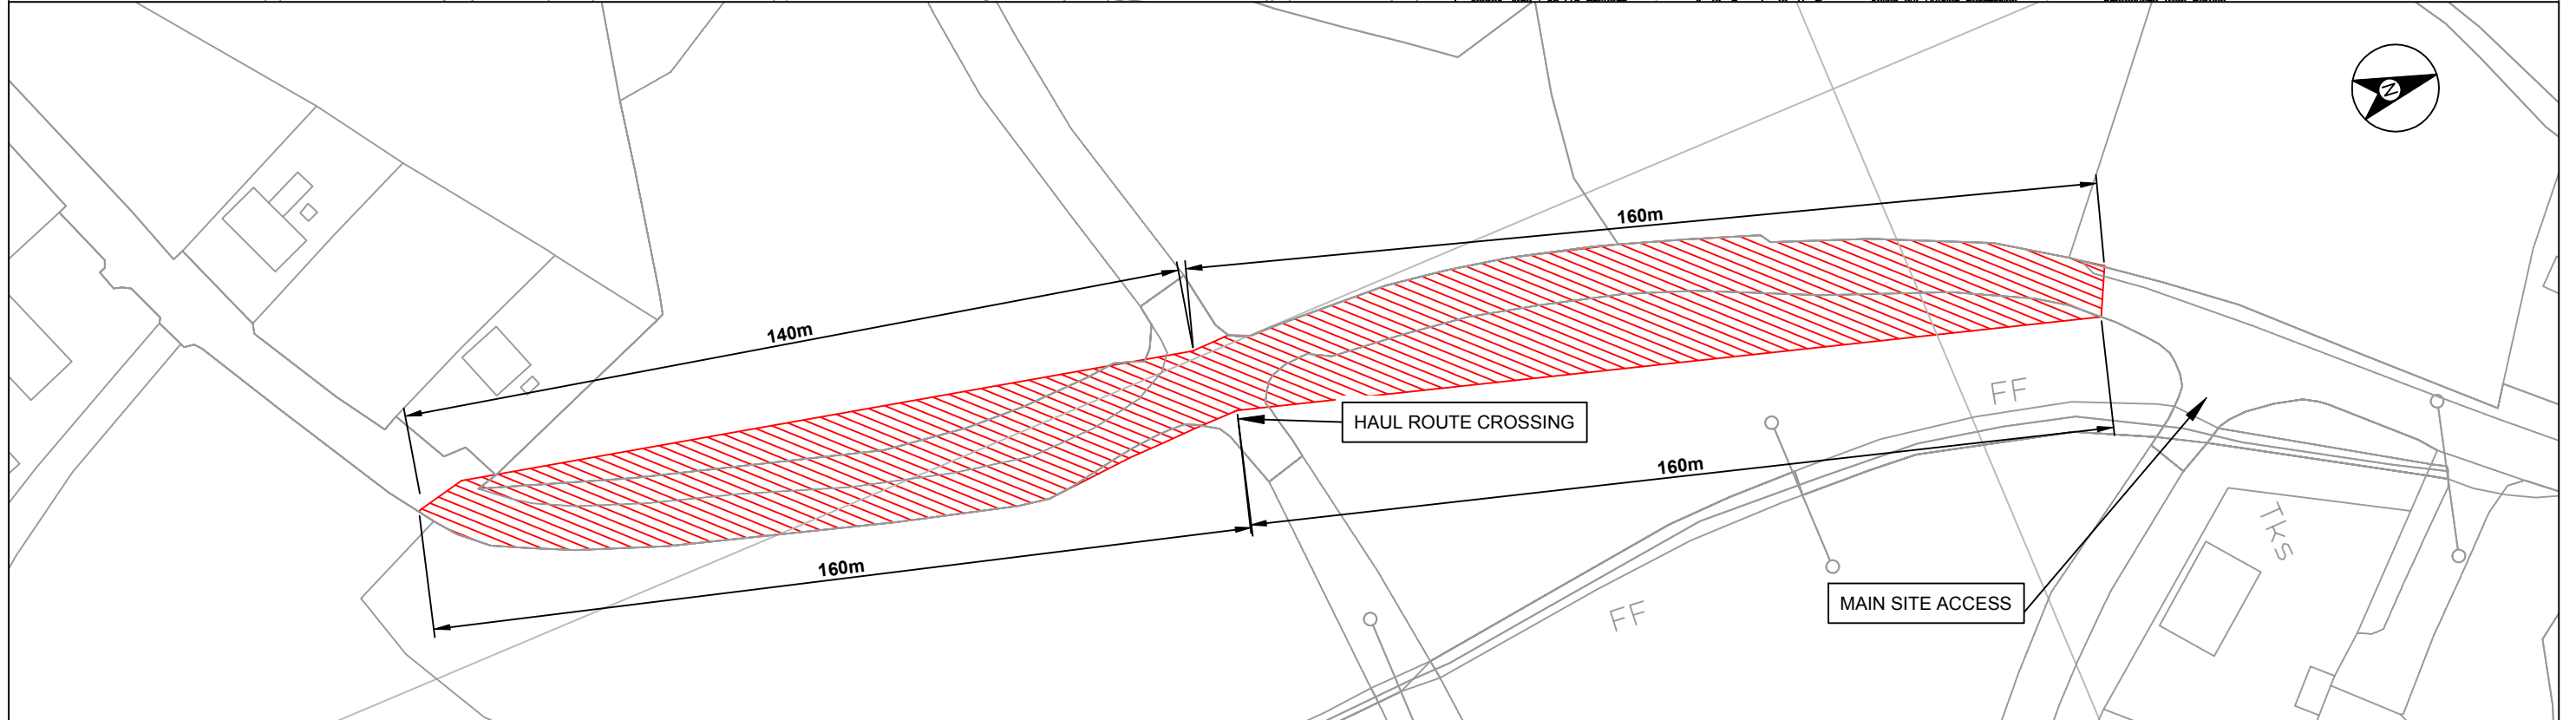 N
160m
140m
HAUL ROUTE CROSSING
FF
160m
Tks
160m
MAIN SITE ACCESS
FF